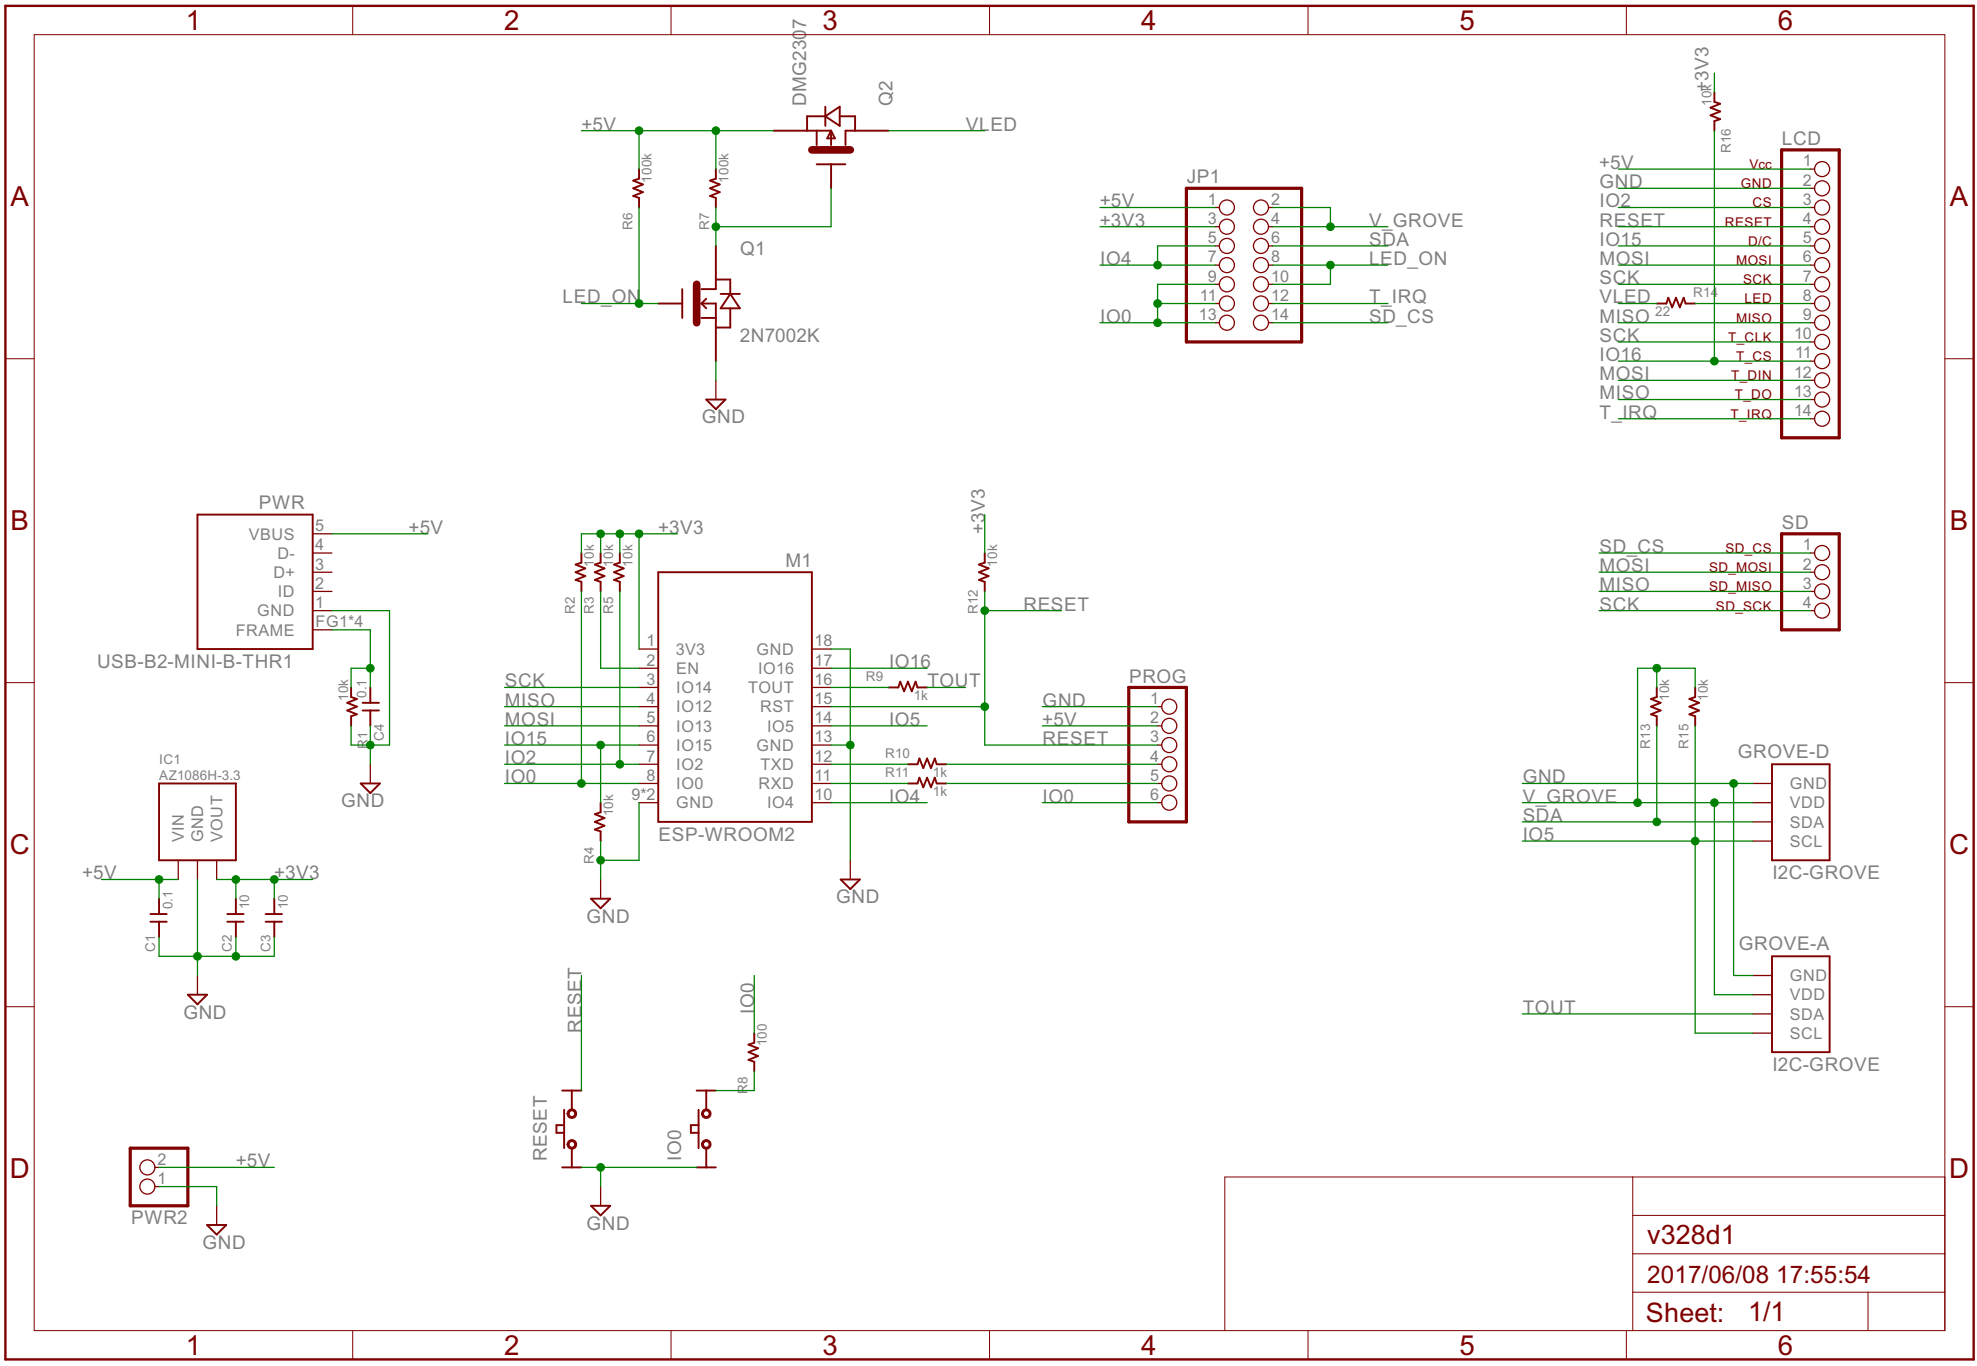 1 2 3 4 5 6
A A
B B
C C
D D
1 2 3 4 5 6
DMG2307
Q2
+5V
VLED
100k
R6
100k
R7
Q1
LED_ON
2N7002K
GND
JP1
+5V 1 2
+3V3 3 4 V_GROVE
5 6 SDA
IO4 7 8 LED_ON
9 10
11 12 T_IRQ
IO0 13 14 SD_CS
+3V3
10k
R16
LCD
+5V Vcc 1
GND GND 2
IO2 CS 3
RESET RESET 4
IO15 D/C 5
MOSI MOSI 6
SCK SCK 7
VLED 22 R14 LED 8
MISO MISO 9
SCK T_CLK 10
IO16 T_CS 11
MOSI T_DIN 12
MISO T_DO 13
T_IRQ T_IRQ 14
PWR
VBUS 5 +5V
D- 4
D+ 3
ID 2
GND 1
FRAME FG1*4
USB-B2-MINI-B-THR1
10k
R1
0.1
C4
GND
+3V3
10k
10k
10k
R2
R3
R5
M1
1 3V3 GND 18
2 EN IO16 17 IO16
SCK 3 IO14 TOUT 16 R9 1k TOUT
MISO 4 IO12 RST 15
MOSI 5 IO13 IO5 14 IO5
IO15 6 IO15 GND 13
IO2 7 IO2 TXD 12 R10 1k
IO0 8 IO0 RXD 11 R11 1k
9*2 GND IO4 10 IO4
ESP-WROOM2
10k
R4
GND
GND
+3V3
10k
R12
RESET
PROG
GND 1
+5V 2
RESET 3
4
5
IO0 6
SD
SD_CS SD_CS 1
MOSI SD_MOSI 2
MISO SD_MISO 3
SCK SD_SCK 4
10k
R13
10k
R15
GROVE-D
GND GND
V_GROVE VDD
SDA SDA
IO5 SCL
I2C-GROVE
GROVE-A
GND
VDD
TOUT SDA
SCL
I2C-GROVE
IC1
AZ1086H-3.3
VIN
GND
VOUT
+5V
+3V3
0.1
C1
10
C2
10
C3
GND
RESET
IO0
100
R8
RESET
IO0
GND
2 +5V
1
PWR2
GND
v328d1
2017/06/08 17:55:54
Sheet: 1/1